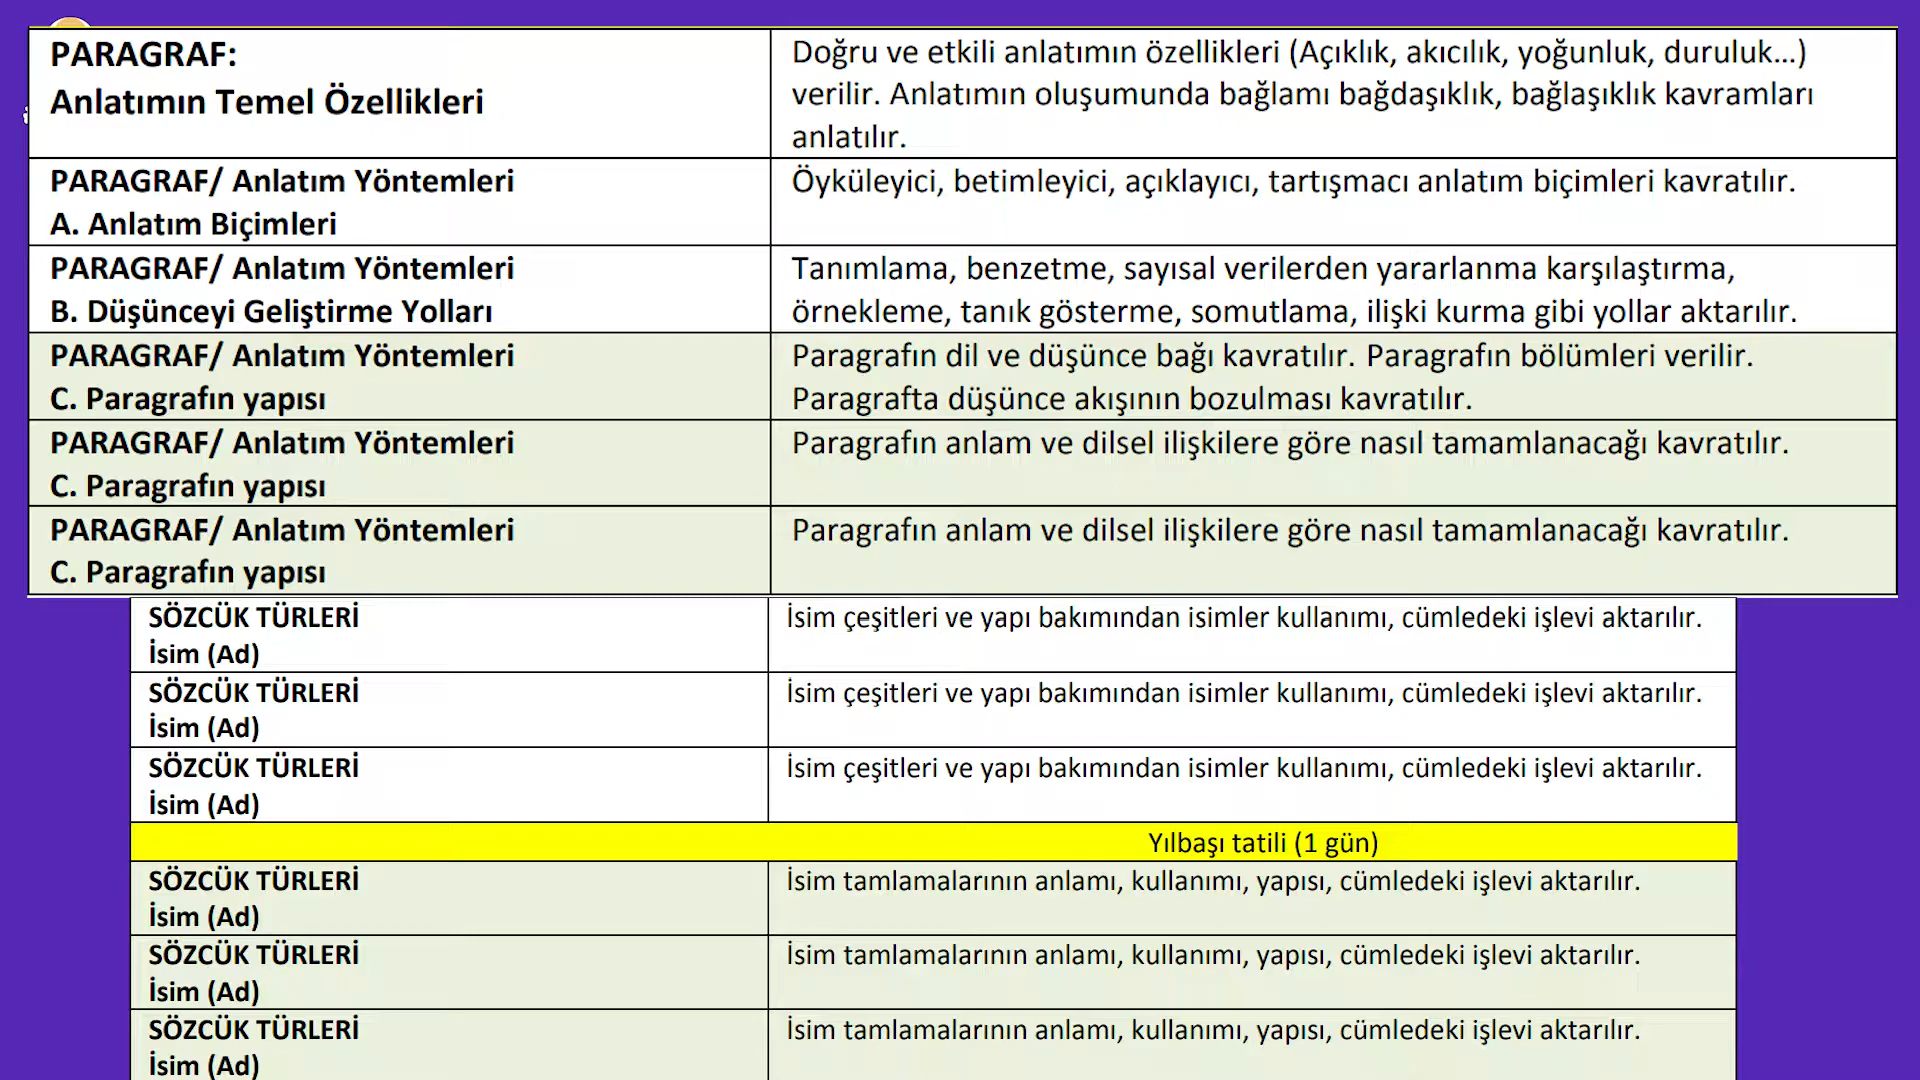 PARAGRAF:
Anlatımın Temel Özellikleri
Doğru ve etkili anlatımın özellikleri (Açıklık, akıcılık, yoğunluk, duruluk...)
verilir. Anlatımın oluşumunda bağlamı bağdaşıklık, bağlaşıklık kavramları
anlatılır.
PARAGRAF/ Anlatım Yöntemleri
A. Anlatım Biçimleri
Öyküleyici, betimleyici, açıklayıcı, tartışmacı anlatım biçimleri kavratılır.
PARAGRAF/ Anlatım Yöntemleri
B. Düşünceyi Geliştirme Yolları
Tanımlama, benzetme, sayısal verilerden yararlanma karşılaştırma,
örnekleme, tanık gösterme, somutlama, ilişki kurma gibi yollar aktarılır.
PARAGRAF/ Anlatım Yöntemleri
C. Paragrafın yapısı
Paragrafın dil ve düşünce bağı kavratılır. Paragrafın bölümleri verilir.
Paragrafta düşünce akışının bozulması kavratılır.
PARAGRAF/ Anlatım Yöntemleri
C. Paragrafın yapısı
Paragrafın anlam ve dilsel ilişkilere göre nasıl tamamlanacağı kavratılır.
PARAGRAF/ Anlatım Yöntemleri
C. Paragrafın yapısı
Paragrafın anlam ve dilsel ilişkilere göre nasıl tamamlanacağı kavratılır.
SÖZCÜK TÜRLERİ
İsim (Ad)
İsim çeşitleri ve yapı bakımından isimler kullanımı, cümledeki işlevi aktarılır.
SÖZCÜK TÜRLERİ
İsim (Ad)
İsim çeşitleri ve yapı bakımından isimler kullanımı, cümledeki işlevi aktarılır.
SÖZCÜK TÜRLERİ
İsim (Ad)
İsim çeşitleri ve yapı bakımından isimler kullanımı, cümledeki işlevi aktarılır.
Yılbaşı tatili (1 gün)
SÖZCÜK TÜRLERİ
İsim (Ad)
İsim tamlamalarının anlamı, kullanımı, yapısı, cümledeki işlevi aktarılır.
SÖZCÜK TÜRLERİ
İsim (Ad)
İsim tamlamalarının anlamı, kullanımı, yapısı, cümledeki işlevi aktarılır.
SÖZCÜK TÜRLERİ
İsim (Ad)
İsim tamlamalarının anlamı, kullanımı, yapısı, cümledeki işlevi aktarılır.